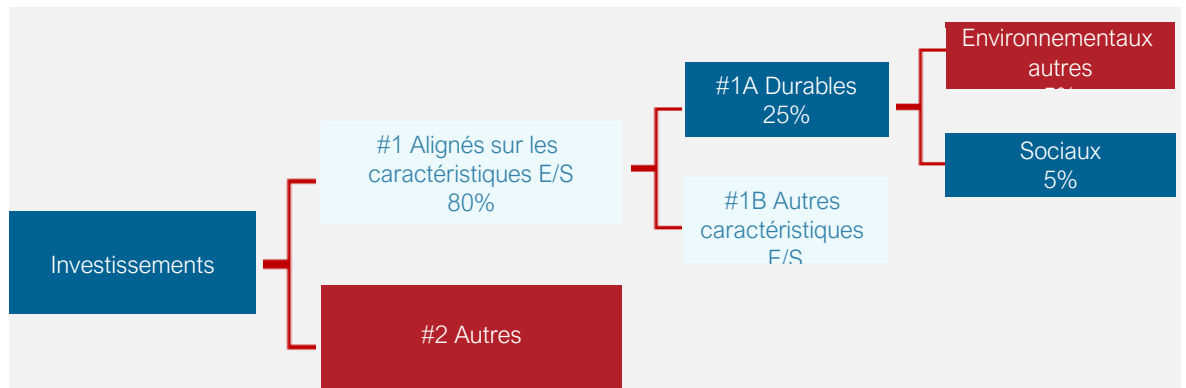 Environnementaux
autres
#1A Durables
25%
#1 Alignés sur les
caractéristiques E/S
80%
Sociaux
5%
#1B Autres
caractéristiques
E/S
Investissements
#2 Autres